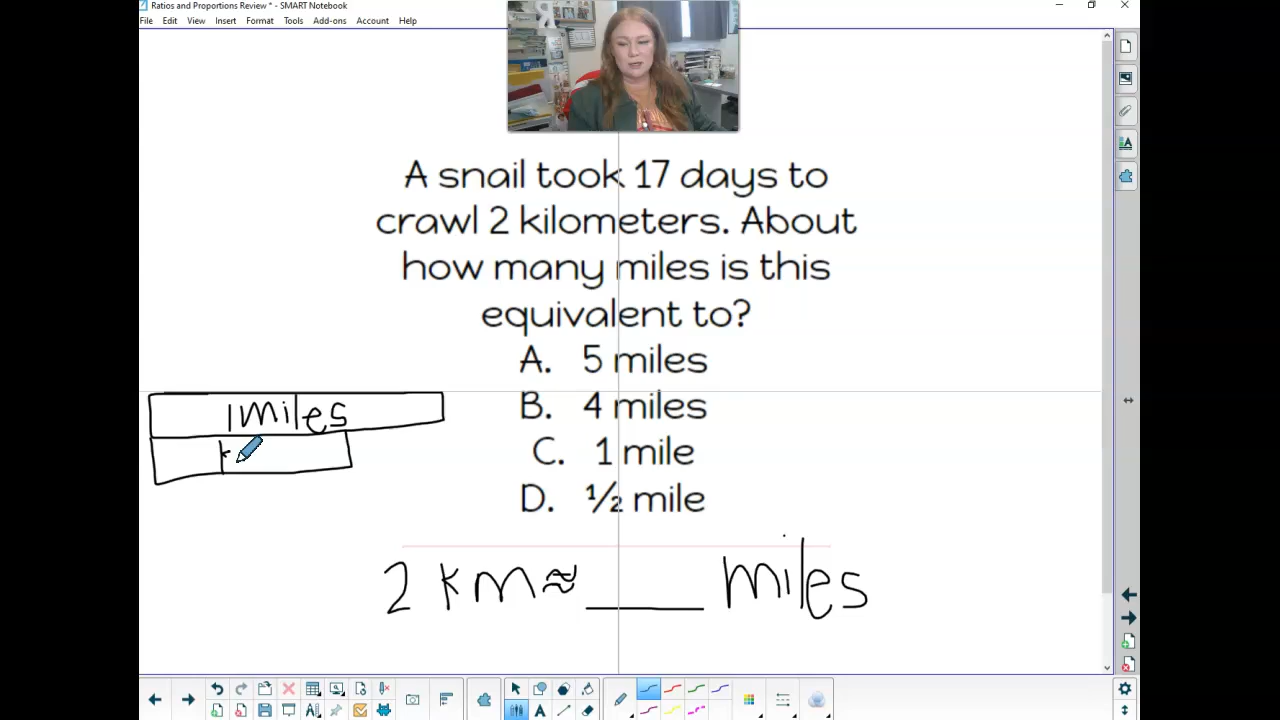 Ratios and Proportions Review * - SMART Notebook
File Edit View Insert Format Tools Add-ons Account Help
A snail took 17 days to
crawl 2 kilometers. About
how many miles is this
equivalent to?
A. 5 miles
B. 4 miles
C. 1 mile
D. ½ mile
1 miles
k
2 km ≈ ___ miles